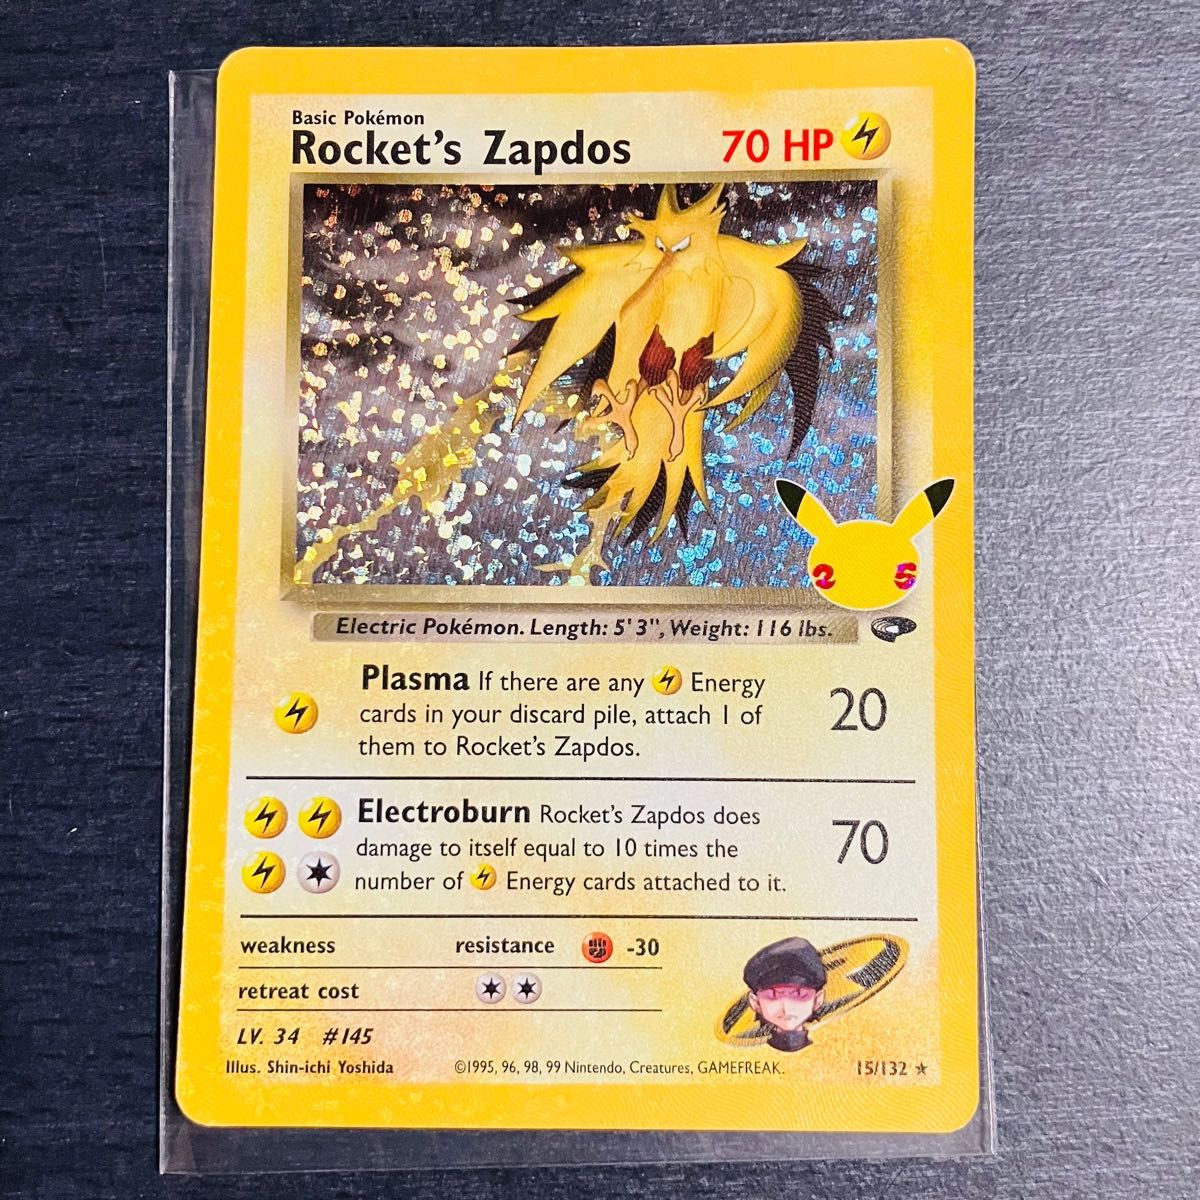 Basic Pokémon
Rocket's Zapdos 70 HP
25
Electric Pokémon. Length: 5' 3", Weight: 116 lbs.
Plasma If there are any Energy
cards in your discard pile, attach 1 of
them to Rocket's Zapdos.
20
Electroburn Rocket's Zapdos does
damage to itself equal to 10 times the
number of Energy cards attached to it.
70
weakness resistance -30
retreat cost
LV. 34 #145
Illus. Shin-ichi Yoshida ©1995, 96, 98, 99 Nintendo, Creatures, GAMEFREAK. 15/132 ★